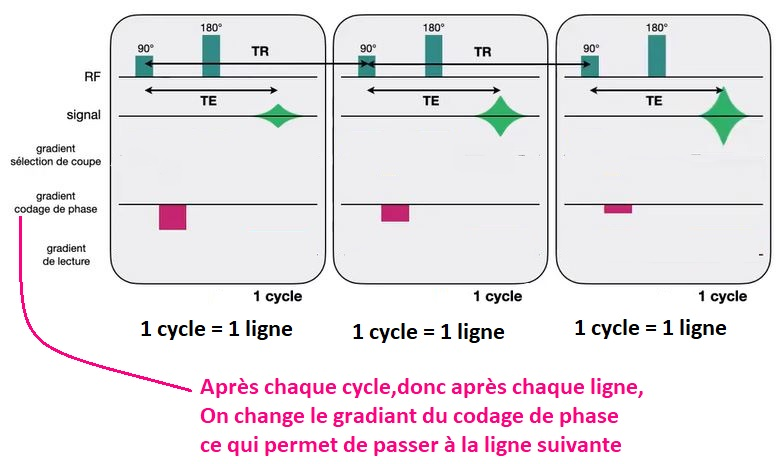 90° 180° TR 90° 180° TR 90° 180°
RF
TE TE TE
signal
gradient
sélection de coupe
gradient
codage de phase
gradient
de lecture
1 cycle 1 cycle 1 cycle
1 cycle = 1 ligne 1 cycle = 1 ligne 1 cycle = 1 ligne
Après chaque cycle,donc après chaque ligne,
On change le gradiant du codage de phase
ce qui permet de passer à la ligne suivante